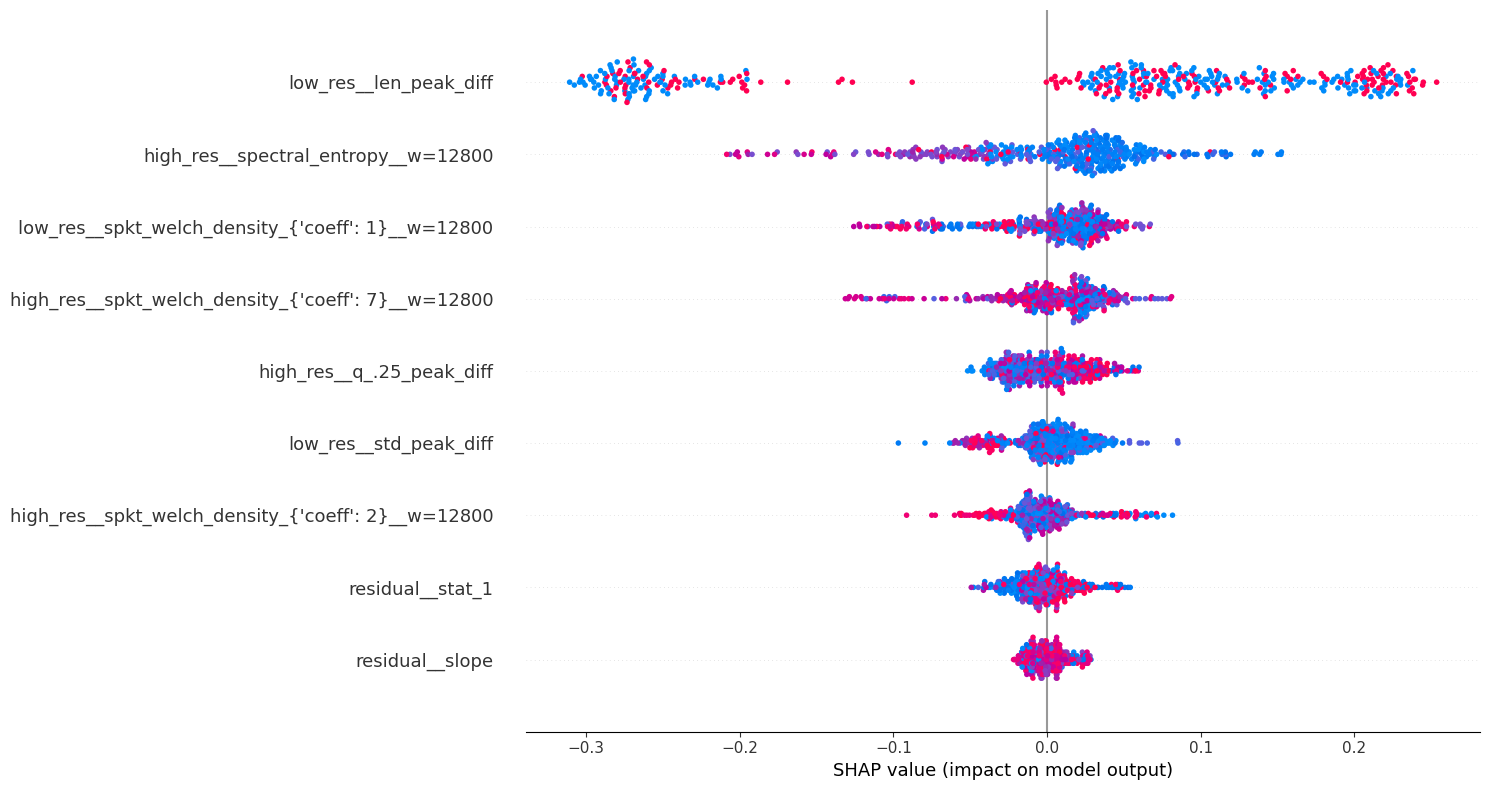 low_res__len_peak_diff
high_res__spectral_entropy__w=12800
low_res__spkt_welch_density_{'coeff': 1}__w=12800
high_res__spkt_welch_density_{'coeff': 7}__w=12800
high_res__q_.25_peak_diff
low_res__std_peak_diff
high_res__spkt_welch_density_{'coeff': 2}__w=12800
residual__stat_1
residual__slope
−0.3 −0.2 −0.1 0.0 0.1 0.2
SHAP value (impact on model output)